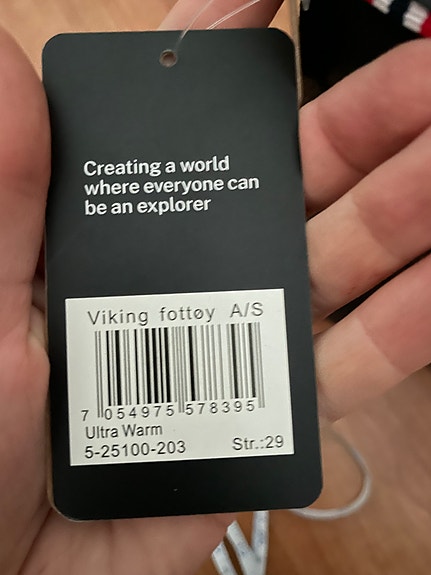 Creating a world
where everyone can
be an explorer
Viking fottøy A/S
7 054975 578395
Ultra Warm
5-25100-203 Str.:29